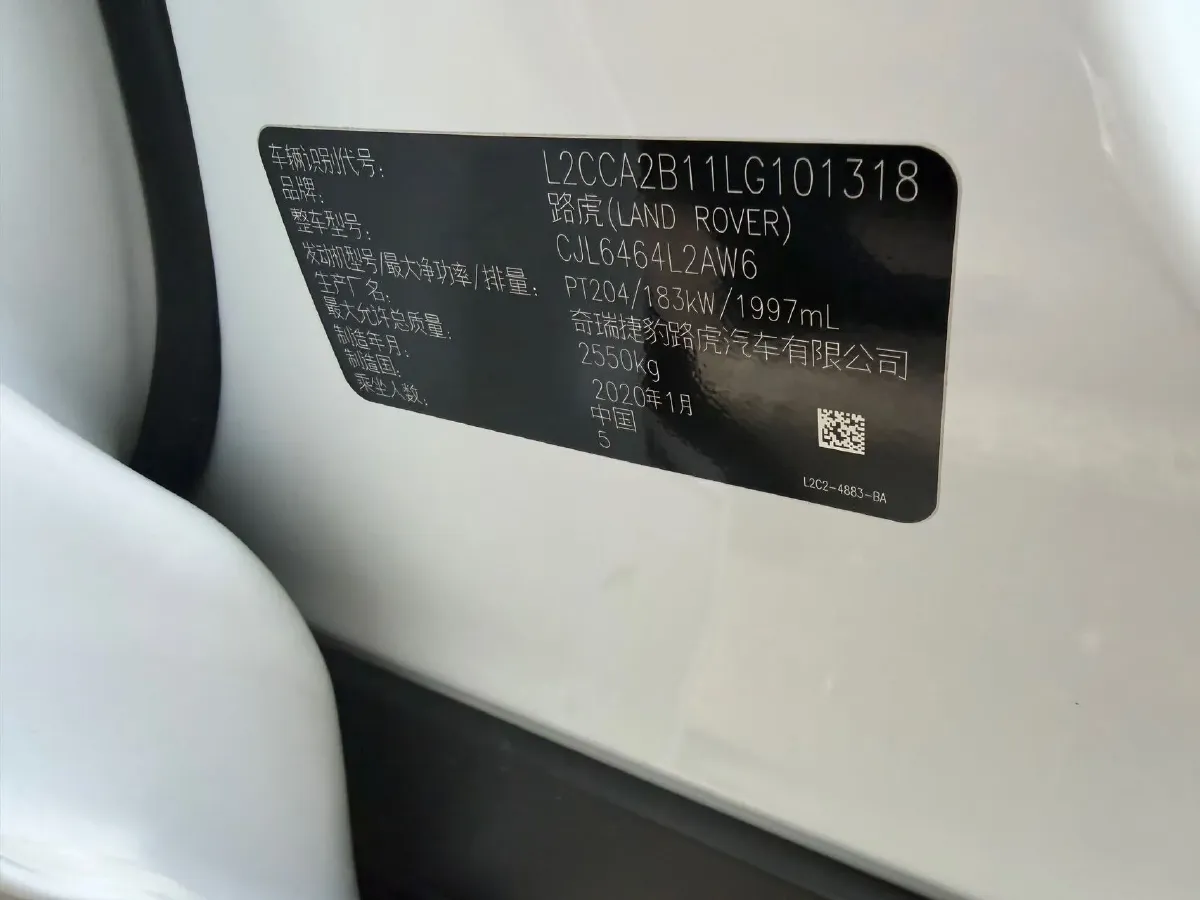 车辆识别代号: L2CCA2B11LG101318
品牌: 路虎(LAND ROVER)
整车型号: CJL6464L2AW6
发动机型号/最大净功率/排量: PT204/183kW/1997mL
生产厂名: 奇瑞捷豹路虎汽车有限公司
最大允许总质量: 2550kg
制造年月: 2020年1月
制造国: 中国
乘坐人数: 5
L2C2-4883-BA